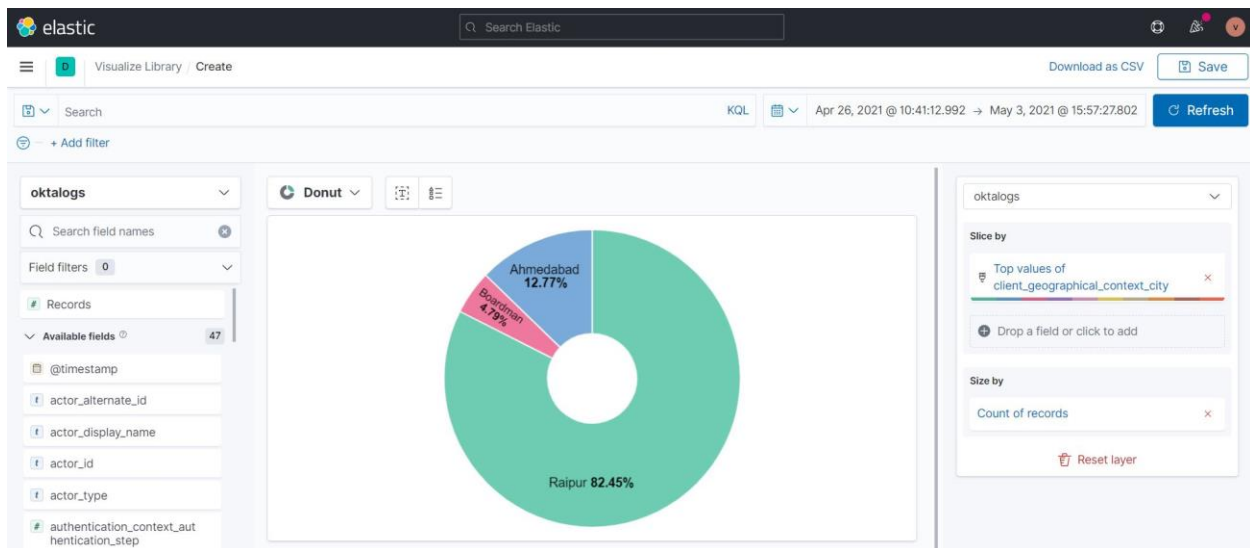 elastic
Search Elastic
v
D
Visualize Library / Create
Download as CSV
Save
Search
KQL
Apr 26, 2021 @ 10:41:12.992 → May 3, 2021 @ 15:57:27.802
Refresh
+ Add filter
oktalogs
Search field names
Field filters 0
# Records
Available fields 47
@timestamp
t actor_alternate_id
t actor_display_name
t actor_id
t actor_type
# authentication_context_aut
hentication_step
Donut
Ahmedabad
12.77%
Boardman
4.79%
Raipur 82.45%
oktalogs
Slice by
Top values of
client_geographical_context_city
Drop a field or click to add
Size by
Count of records
Reset layer